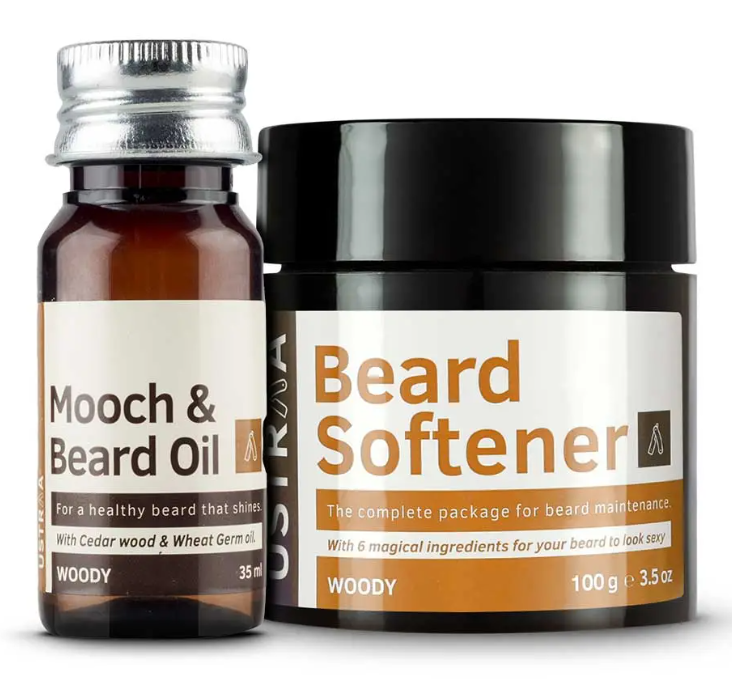 Mooch &
Beard Oil
For a healthy beard that shines.
With Cedar wood & Wheat Germ oil.
WOODY
35 ml
USTRAA
USTRAA
Beard
Softener
The complete package for beard maintenance.
With 6 magical ingredients for your beard to look sexy
WOODY
100 g ℮ 3.5 oz